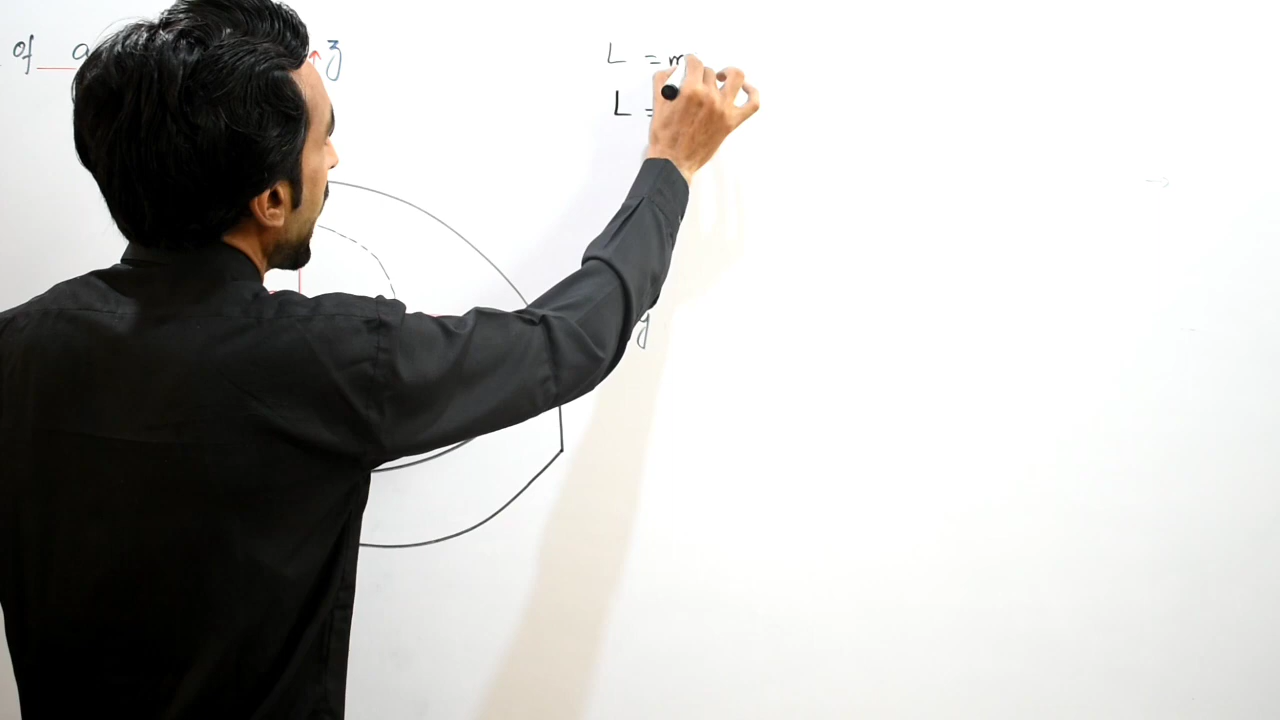 of a
z
L = m
L =
y